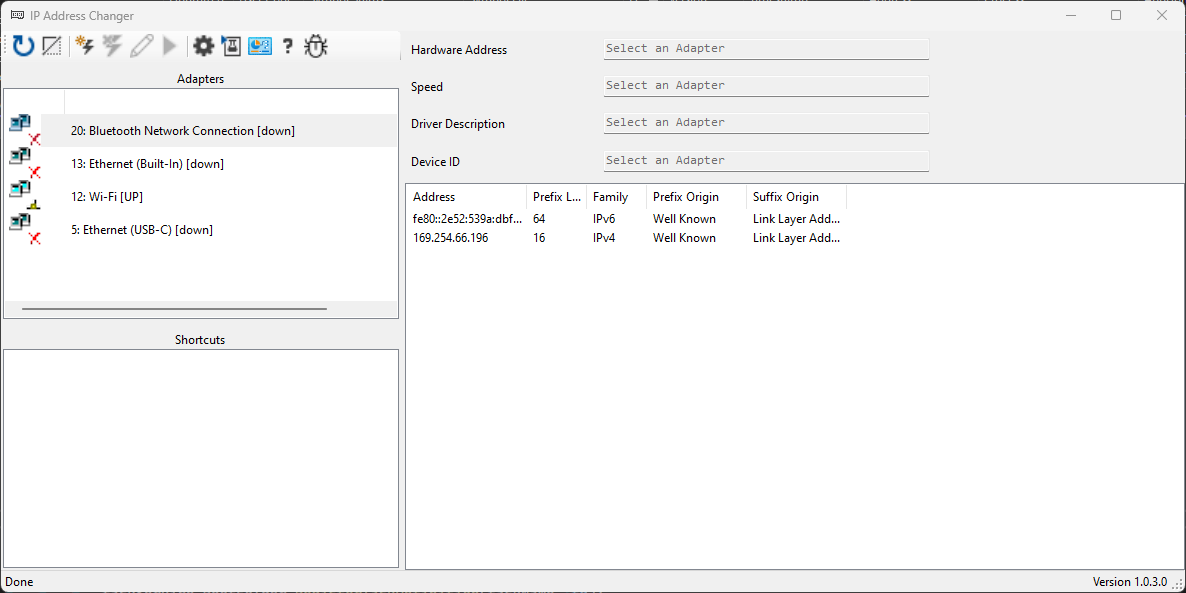 IP Address Changer
Adapters
20: Bluetooth Network Connection [down]
13: Ethernet (Built-In) [down]
12: Wi-Fi [UP]
5: Ethernet (USB-C) [down]
Shortcuts
Hardware Address Select an Adapter
Speed Select an Adapter
Driver Description Select an Adapter
Device ID Select an Adapter
Address Prefix L... Family Prefix Origin Suffix Origin
fe80::2e52:539a:dbf... 64 IPv6 Well Known Link Layer Add...
169.254.66.196 16 IPv4 Well Known Link Layer Add...
Done Version 1.0.3.0